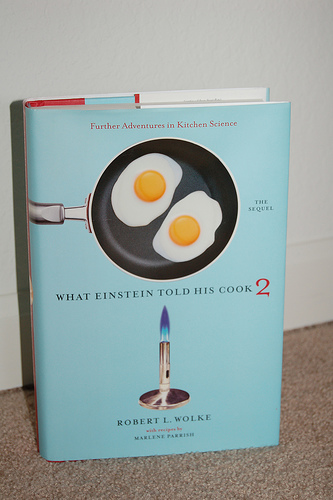 Further Adventures in Kitchen Science
THE
SEQUEL
WHAT EINSTEIN TOLD HIS COOK 2
ROBERT L. WOLKE
with recipes by
MARLENE PARRISH